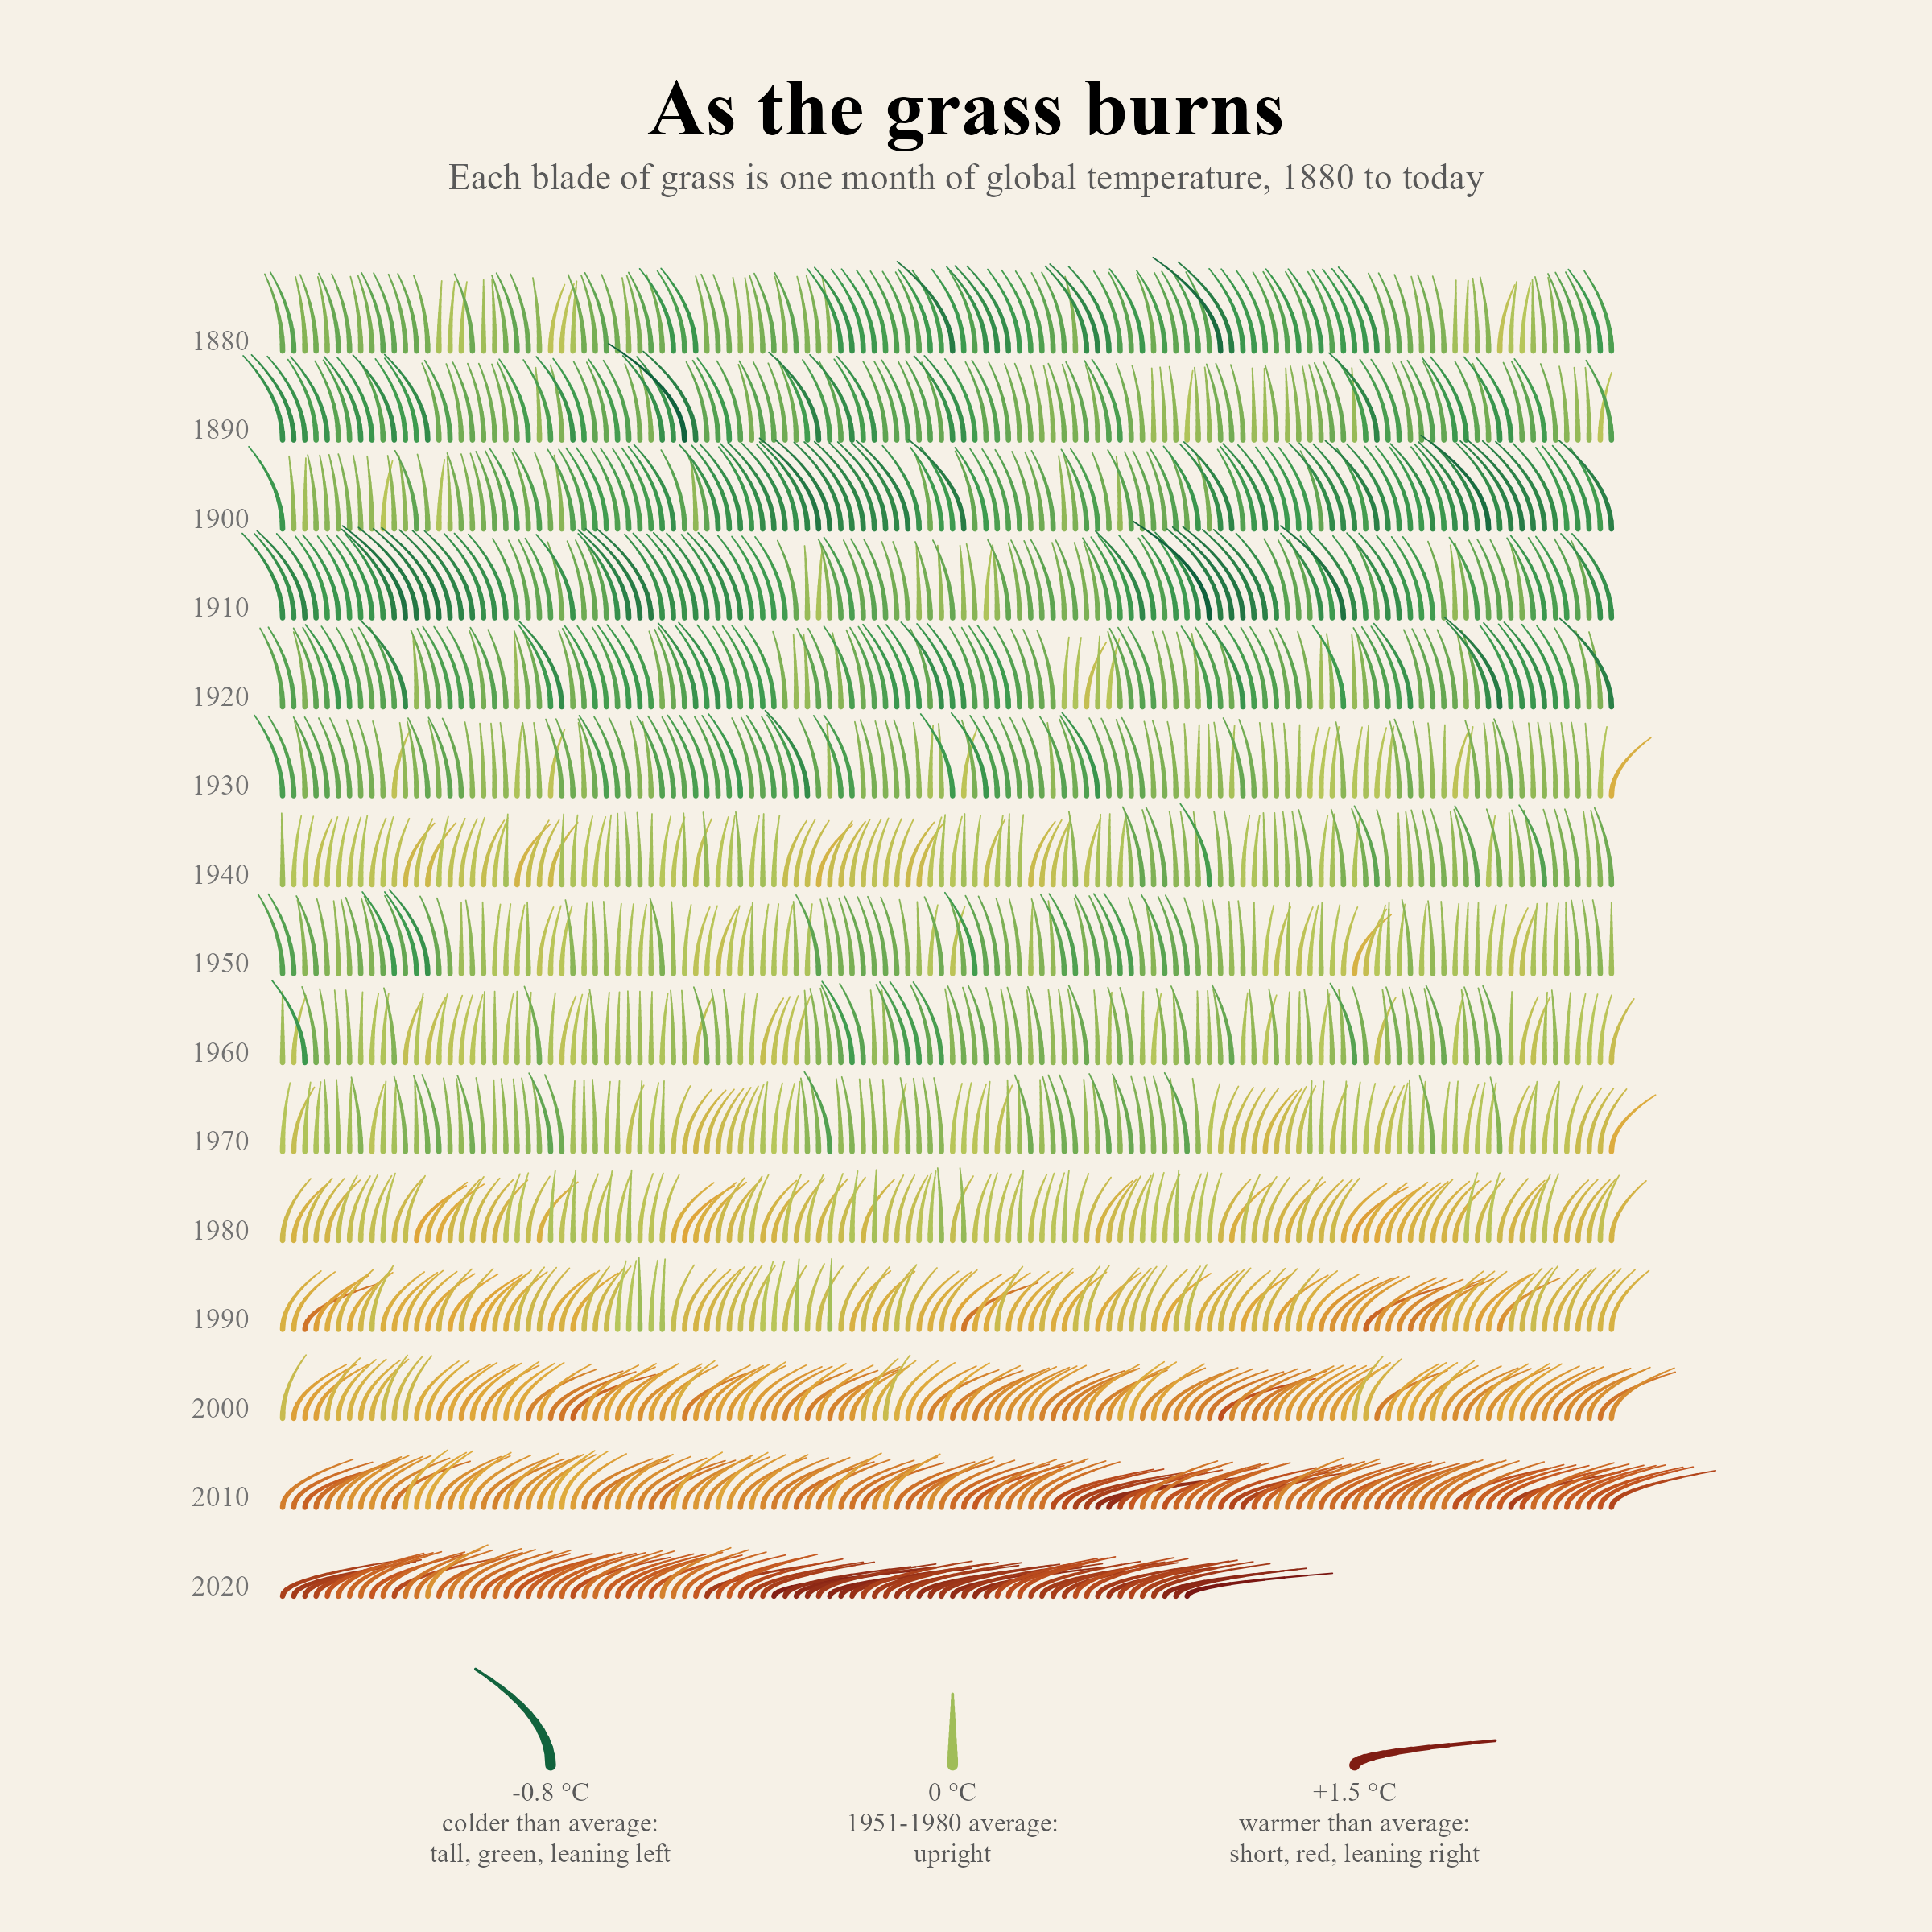 As the grass burns
Each blade of grass is one month of global temperature, 1880 to today
1880
1890
1900
1910
1920
1930
1940
1950
1960
1970
1980
1990
2000
2010
2020
-0.8 °C
colder than average:
tall, green, leaning left
0 °C
1951-1980 average:
upright
+1.5 °C
warmer than average:
short, red, leaning right